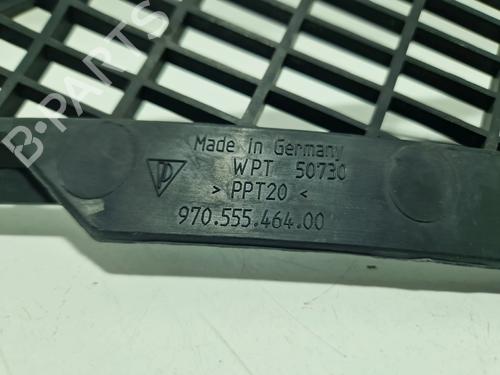 B-PARTS
Made in Germany
WPT 50730
> PPT20 <
970.555.464.00